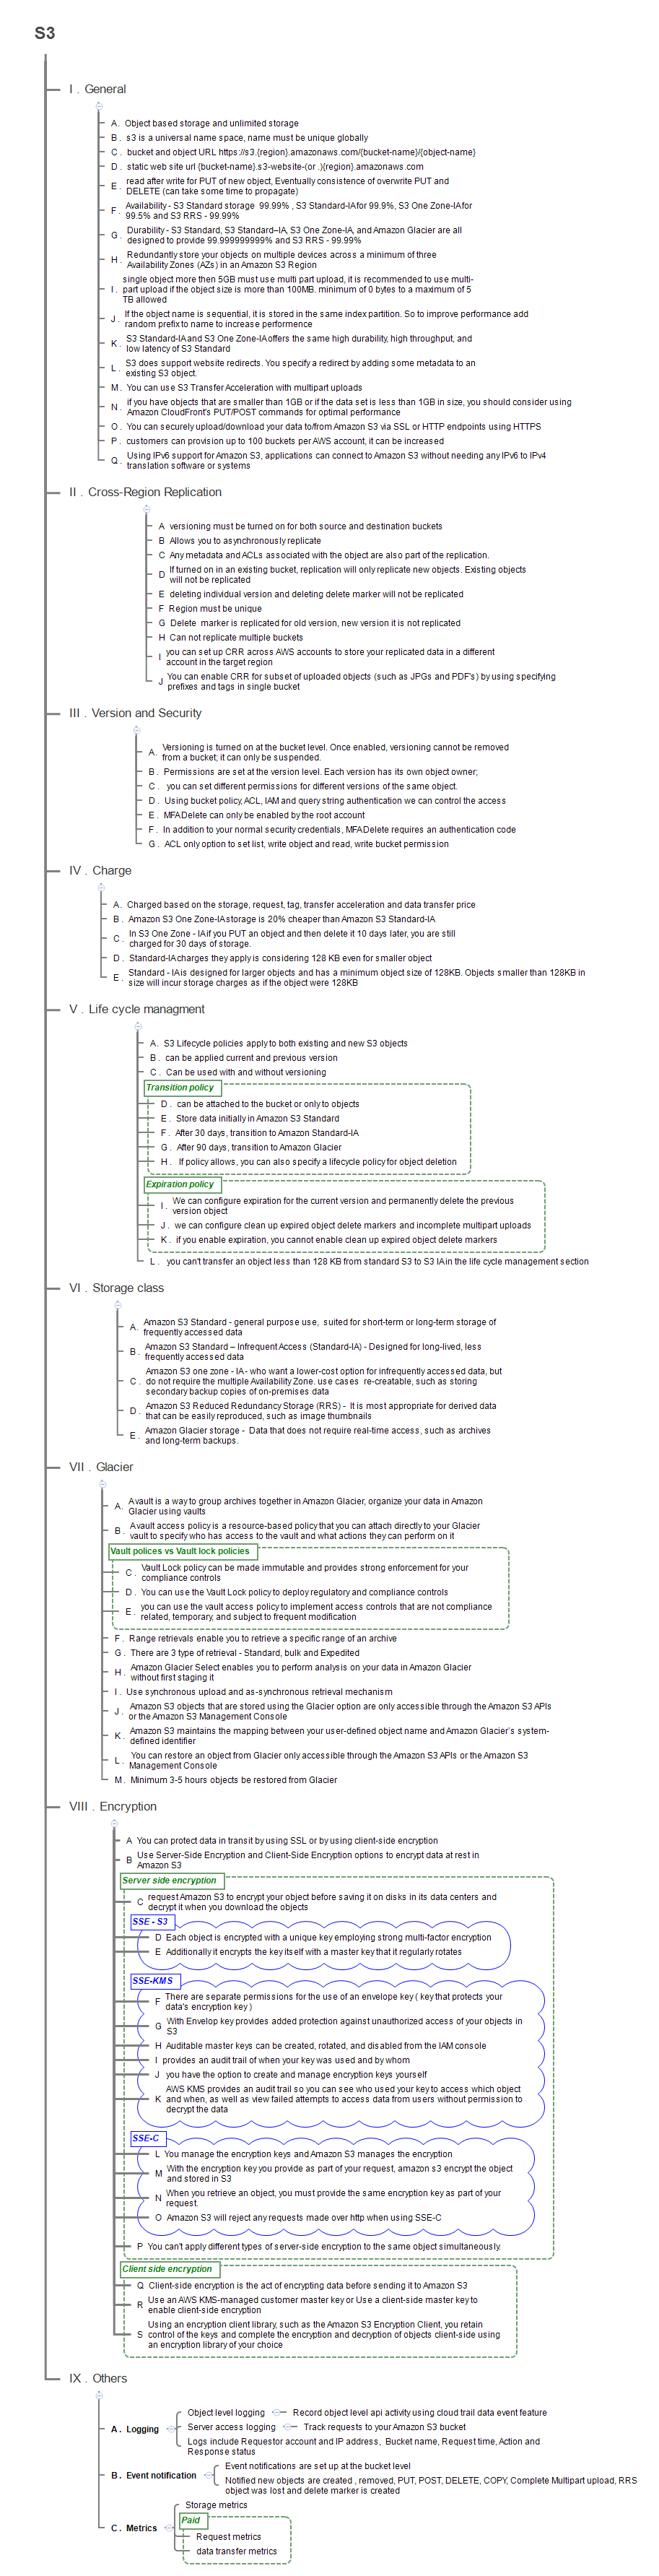 S3
I . General
A. Object based storage and unlimited storage
B . s3 is a universal name space, name must be unique globally
C . bucket and object URL https://s3.{region}.amazonaws.com/{bucket-name}/{object-name}
D . static web site url {bucket-name}.s3-website-(or .){region}.amazonaws.com
E . read after write for PUT of new object, Eventually consistence of overwrite PUT and
DELETE (can take some time to propagate)
F . Availability - S3 Standard storage 99.99% , S3 Standard-IA for 99.9%, S3 One Zone-IA for
99.5% and S3 RRS - 99.99%
G . Durability - S3 Standard, S3 Standard–IA, S3 One Zone-IA, and Amazon Glacier are all
designed to provide 99.999999999% and S3 RRS - 99.99%
H . Redundantly store your objects on multiple devices across a minimum of three
Availability Zones (AZs) in an Amazon S3 Region
I . single object more then 5GB must use multi part upload, it is recommended to use multi-
part upload if the object size is more than 100MB. minimum of 0 bytes to a maximum of 5
TB allowed
J . If the object name is sequential, it is stored in the same index partition. So to improve performance add
random prefix to name to increase performence
K . S3 Standard-IA and S3 One Zone-IA offers the same high durability, high throughput, and
low latency of S3 Standard
L . S3 does support website redirects. You specify a redirect by adding some metadata to an
existing S3 object.
M . You can use S3 Transfer Acceleration with multipart uploads
N . if you have objects that are smaller than 1GB or if the data set is less than 1GB in size, you should consider using
Amazon CloudFront's PUT/POST commands for optimal performance
O . You can securely upload/download your data to/from Amazon S3 via SSL or HTTP endpoints using HTTPS
P . customers can provision up to 100 buckets per AWS account, it can be increased
Q . Using IPv6 support for Amazon S3, applications can connect to Amazon S3 without needing any IPv6 to IPv4
translation software or systems
II . Cross-Region Replication
A versioning must be turned on for both source and destination buckets
B Allows you to asynchronously replicate
C Any metadata and ACLs associated with the object are also part of the replication.
D If turned on in an existing bucket, replication will only replicate new objects. Existing objects
will not be replicated
E deleting individual version and deleting delete marker will not be replicated
F Region must be unique
G Delete marker is replicated for old version, new version it is not replicated
H Can not replicate multiple buckets
I you can set up CRR across AWS accounts to store your replicated data in a different
account in the target region
J You can enable CRR for subset of uploaded objects (such as JPGs and PDF's) by using specifying
prefixes and tags in single bucket
III . Version and Security
A. Versioning is turned on at the bucket level. Once enabled, versioning cannot be removed
from a bucket; it can only be suspended.
B . Permissions are set at the version level. Each version has its own object owner;
C . you can set different permissions for different versions of the same object.
D . Using bucket policy, ACL, IAM and query string authentication we can control the access
E . MFA Delete can only be enabled by the root account
F . In addition to your normal security credentials, MFA Delete requires an authentication code
G . ACL only option to set list, write object and read, write bucket permission
IV . Charge
A. Charged based on the storage, request, tag, transfer acceleration and data transfer price
B . Amazon S3 One Zone-IA storage is 20% cheaper than Amazon S3 Standard-IA
C . In S3 One Zone - IA if you PUT an object and then delete it 10 days later, you are still
charged for 30 days of storage.
D . Standard-IA charges they apply is considering 128 KB even for smaller object
E . Standard - IA is designed for larger objects and has a minimum object size of 128KB. Objects smaller than 128KB in
size will incur storage charges as if the object were 128KB
V . Life cycle managment
A. S3 Lifecycle policies apply to both existing and new S3 objects
B . can be applied current and previous version
C . Can be used with and without versioning
Transition policy
D . can be attached to the bucket or only to objects
E . Store data initially in Amazon S3 Standard
F . After 30 days, transition to Amazon Standard-IA
G . After 90 days, transition to Amazon Glacier
H . If policy allows, you can also specify a lifecycle policy for object deletion
Expiration policy
I . We can configure expiration for the current version and permanently delete the previous
version object
J . we can configure clean up expired object delete markers and incomplete multipart uploads
K . if you enable expiration, you cannot enable clean up expired object delete markers
L . you can't transfer an object less than 128 KB from standard S3 to S3 IA in the life cycle management section
VI . Storage class
A. Amazon S3 Standard - general purpose use, suited for short-term or long-term storage of
frequently accessed data
B . Amazon S3 Standard – Infrequent Access (Standard-IA) - Designed for long-lived, less
frequently accessed data
C . Amazon S3 one zone - IA - who want a lower-cost option for infrequently accessed data, but
do not require the multiple Availability Zone. use cases re-creatable, such as storing
secondary backup copies of on-premises data
D . Amazon S3 Reduced Redundancy Storage (RRS) - It is most appropriate for derived data
that can be easily reproduced, such as image thumbnails
E . Amazon Glacier storage - Data that does not require real-time access, such as archives
and long-term backups.
VII . Glacier
A. A vault is a way to group archives together in Amazon Glacier, organize your data in Amazon
Glacier using vaults
B . A vault access policy is a resource-based policy that you can attach directly to your Glacier
vault to specify who has access to the vault and what actions they can perform on it
Vault polices vs Vault lock policies
C . Vault Lock policy can be made immutable and provides strong enforcement for your
compliance controls
D . You can use the Vault Lock policy to deploy regulatory and compliance controls
E . you can use the vault access policy to implement access controls that are not compliance
related, temporary, and subject to frequent modification
F . Range retrievals enable you to retrieve a specific range of an archive
G . There are 3 type of retrieval - Standard, bulk and Expedited
H . Amazon Glacier Select enables you to perform analysis on your data in Amazon Glacier
without first staging it
I . Use synchronous upload and as-synchronous retrieval mechanism
J . Amazon S3 objects that are stored using the Glacier option are only accessible through the Amazon S3 APIs
or the Amazon S3 Management Console
K . Amazon S3 maintains the mapping between your user-defined object name and Amazon Glacier's system-
defined identifier
L . You can restore an object from Glacier only accessible through the Amazon S3 APIs or the Amazon S3
Management Console
M . Minimum 3-5 hours objects be restored from Glacier
VIII . Encryption
A You can protect data in transit by using SSL or by using client-side encryption
B Use Server-Side Encryption and Client-Side Encryption options to encrypt data at rest in
Amazon S3
Server side encryption
C request Amazon S3 to encrypt your object before saving it on disks in its data centers and
decrypt it when you download the objects
SSE - S3
D Each object is encrypted with a unique key employing strong multi-factor encryption
E Additionally it encrypts the key itself with a master key that it regularly rotates
SSE-KMS
F There are separate permissions for the use of an envelope key ( key that protects your
data's encryption key )
G With Envelop key provides added protection against unauthorized access of your objects in
S3
H Auditable master keys can be created, rotated, and disabled from the IAM console
I provides an audit trail of when your key was used and by whom
J you have the option to create and manage encryption keys yourself
K AWS KMS provides an audit trail so you can see who used your key to access which object
and when, as well as view failed attempts to access data from users without permission to
decrypt the data
SSE-C
L You manage the encryption keys and Amazon S3 manages the encryption
M With the encryption key you provide as part of your request, amazon s3 encrypt the object
and stored in S3
N When you retrieve an object, you must provide the same encryption key as part of your
request.
O Amazon S3 will reject any requests made over http when using SSE-C
P You can't apply different types of server-side encryption to the same object simultaneously.
Client side encryption
Q Client-side encryption is the act of encrypting data before sending it to Amazon S3
R Use an AWS KMS-managed customer master key or Use a client-side master key to
enable client-side encryption
S Using an encryption client library, such as the Amazon S3 Encryption Client, you retain
control of the keys and complete the encryption and decryption of objects client-side using
an encryption library of your choice
IX . Others
A . Logging
Object level logging Record object level api activity using cloud trail data event feature
Server access logging Track requests to your Amazon S3 bucket
Logs include Requestor account and IP address, Bucket name, Request time, Action and
Response status
B . Event notification
Event notifications are set up at the bucket level
Notified new objects are created , removed, PUT, POST, DELETE, COPY, Complete Multipart upload, RRS
object was lost and delete marker is created
C . Metrics
Storage metrics
Paid
Request metrics
data transfer metrics